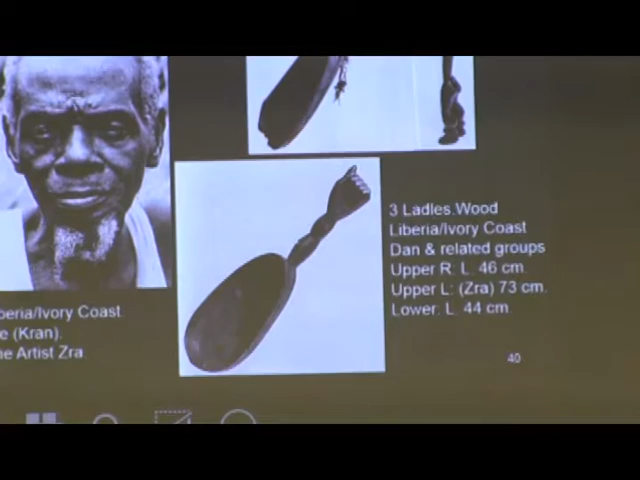 3 Ladles.Wood
Liberia/Ivory Coast
Dan & related groups
Upper R: L. 46 cm.
Upper L: (Zra) 73 cm.
Lower: L. 44 cm.
beria/Ivory Coast.
e (Kran).
ne Artist Zra
40